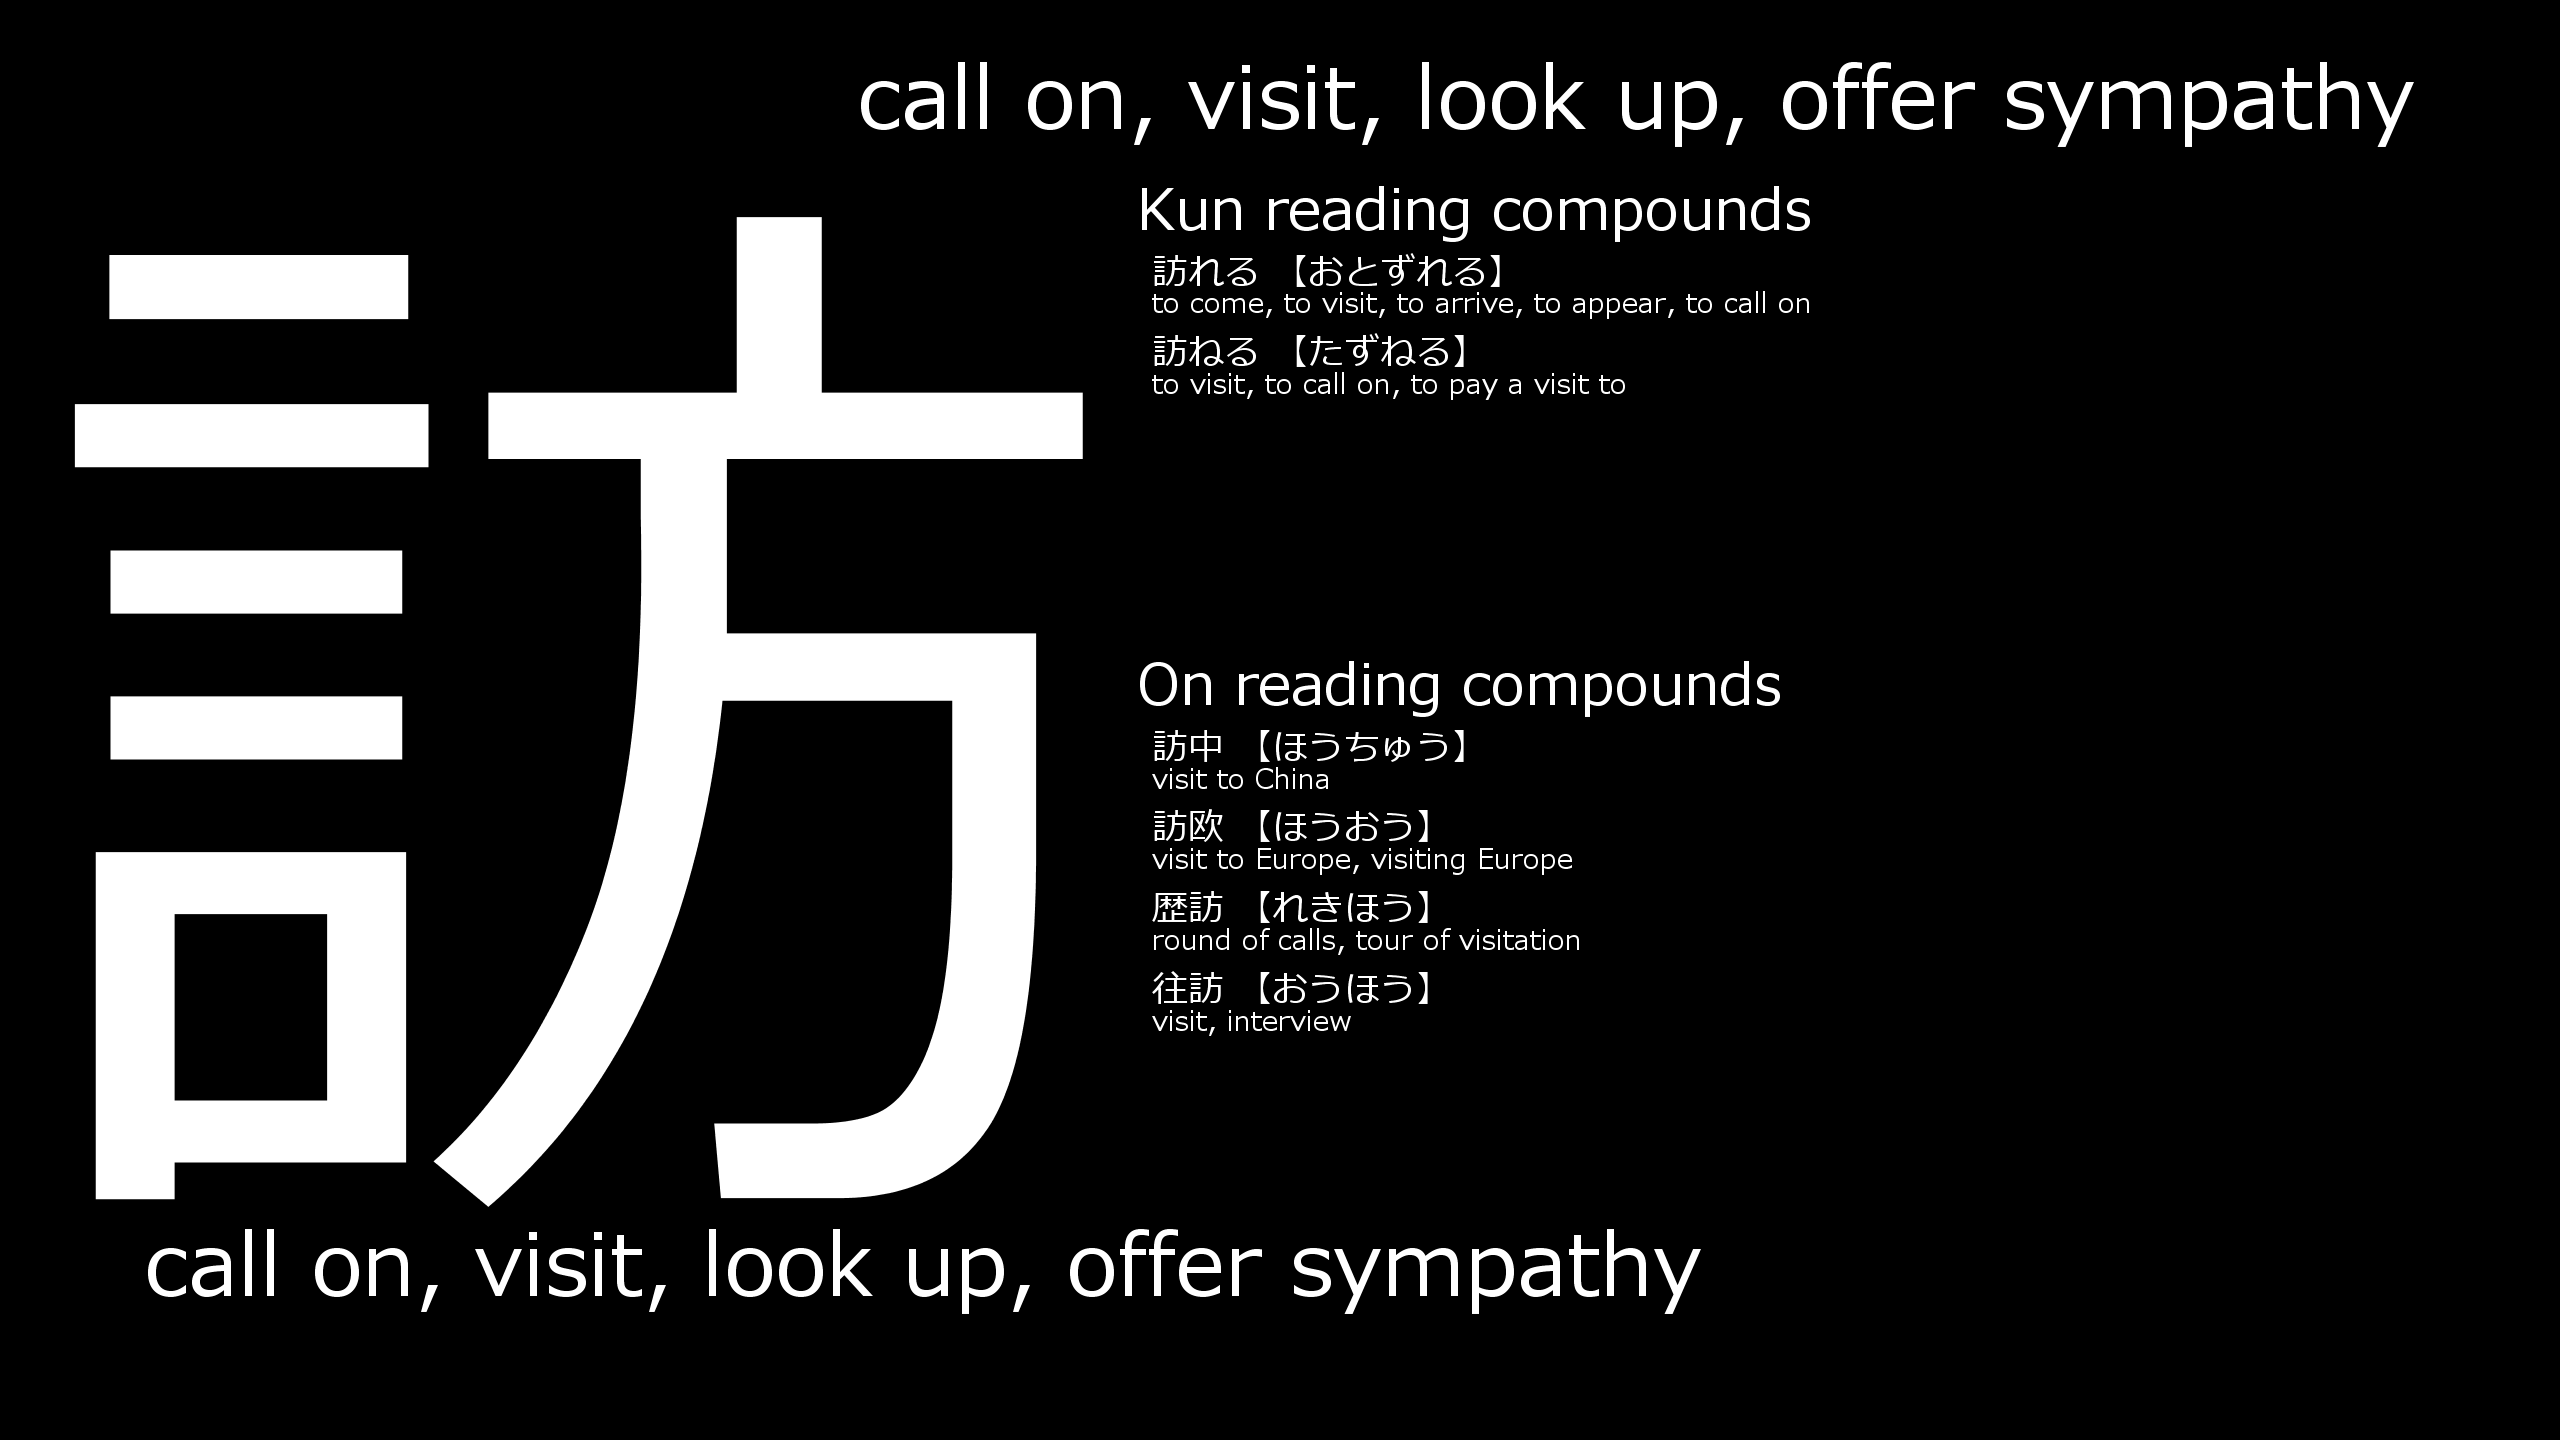 call on, visit, look up, offer sympathy
訪
Kun reading compounds
訪れる 【おとずれる】
to come, to visit, to arrive, to appear, to call on
訪ねる 【たずねる】
to visit, to call on, to pay a visit to
On reading compounds
訪中 【ほうちゅう】
visit to China
訪欧 【ほうおう】
visit to Europe, visiting Europe
歴訪 【れきほう】
round of calls, tour of visitation
往訪 【おうほう】
visit, interview
call on, visit, look up, offer sympathy